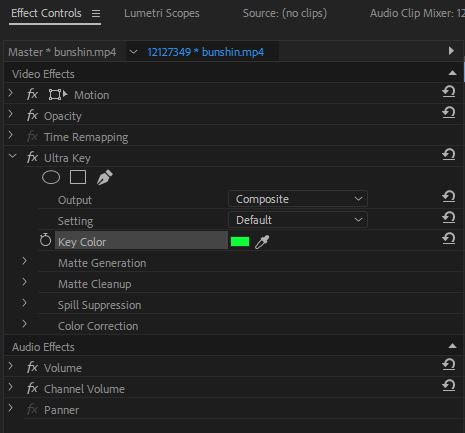 Effect Controls Lumetri Scopes Source: (no clips) Audio Clip Mixer: 12
Master * bunshin.mp4 12127349 * bunshin.mp4
Video Effects
fx Motion
fx Opacity
fx Time Remapping
fx Ultra Key
Output Composite
Setting Default
Key Color
Matte Generation
Matte Cleanup
Spill Suppression
Color Correction
Audio Effects
fx Volume
fx Channel Volume
fx Panner